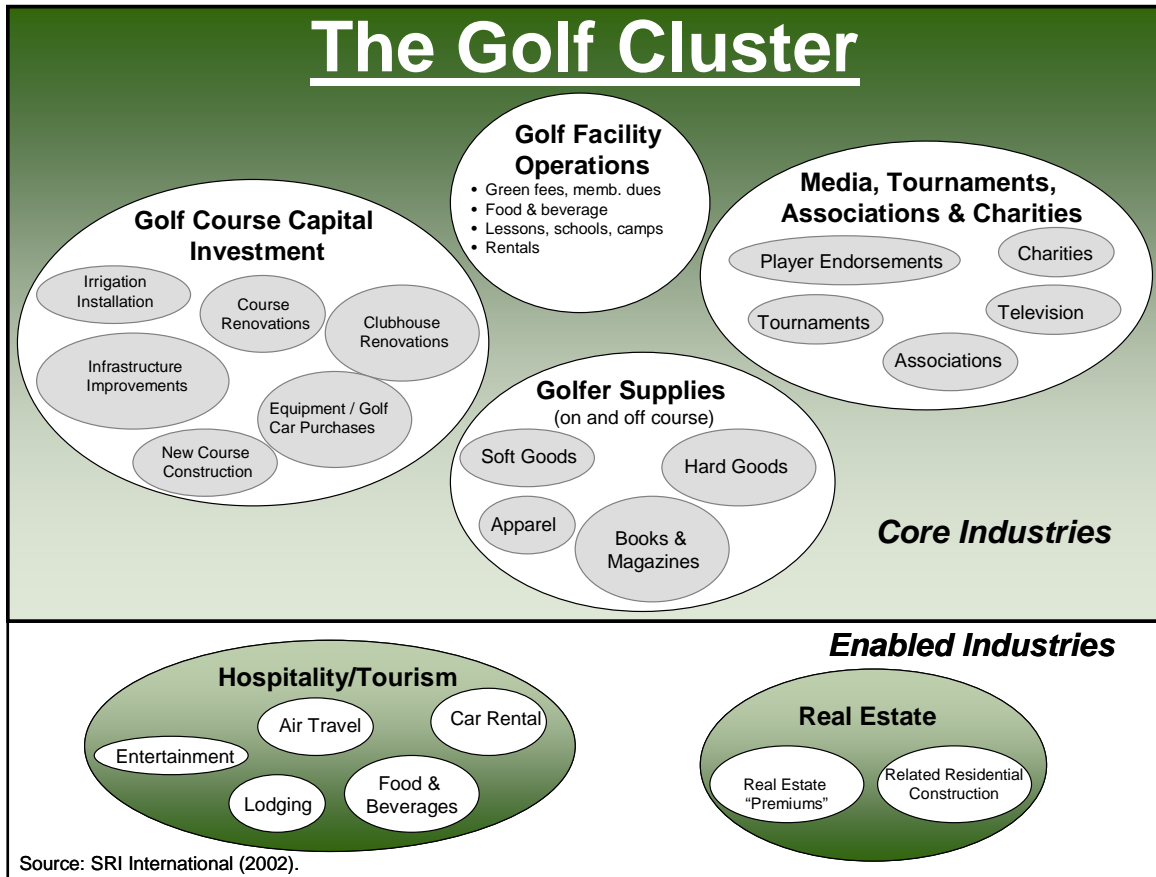 The Golf Cluster
Golf Facility
Operations
• Green fees, memb. dues
• Food & beverage
• Lessons, schools, camps
• Rentals
Golf Course Capital
Investment
Irrigation
Installation
Course
Renovations
Clubhouse
Renovations
Infrastructure
Improvements
Equipment / Golf
Car Purchases
New Course
Construction
Media, Tournaments,
Associations & Charities
Player Endorsements
Charities
Tournaments
Television
Associations
Golfer Supplies
(on and off course)
Soft Goods
Hard Goods
Apparel
Books &
Magazines
Core Industries
Enabled Industries
Hospitality/Tourism
Air Travel
Car Rental
Entertainment
Lodging
Food &
Beverages
Real Estate
Real Estate
“Premiums”
Related Residential
Construction
Source: SRI International (2002).